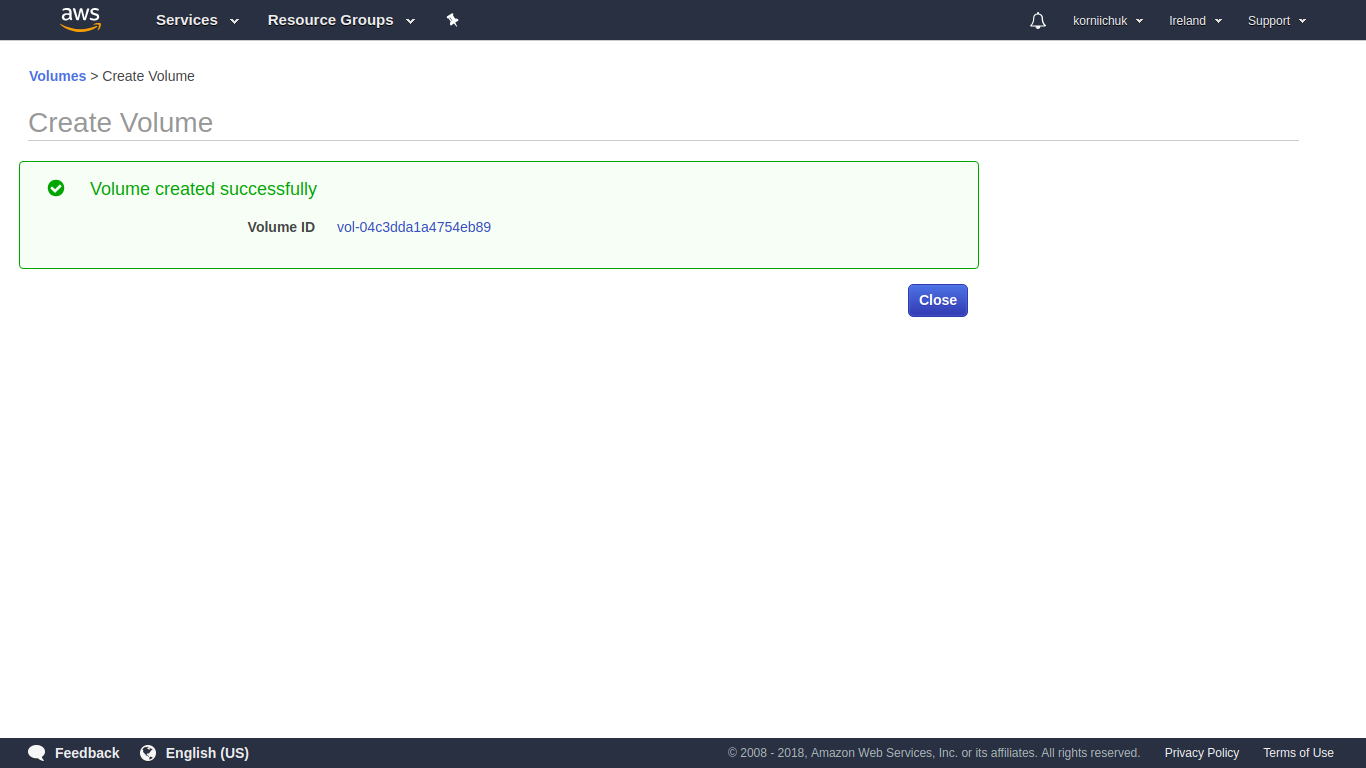 aws Services Resource Groups korniichuk Ireland Support
Volumes > Create Volume
Create Volume
Volume created successfully
Volume ID vol-04c3dda1a4754eb89
Close
Feedback English (US) © 2008 - 2018, Amazon Web Services, Inc. or its affiliates. All rights reserved. Privacy Policy Terms of Use